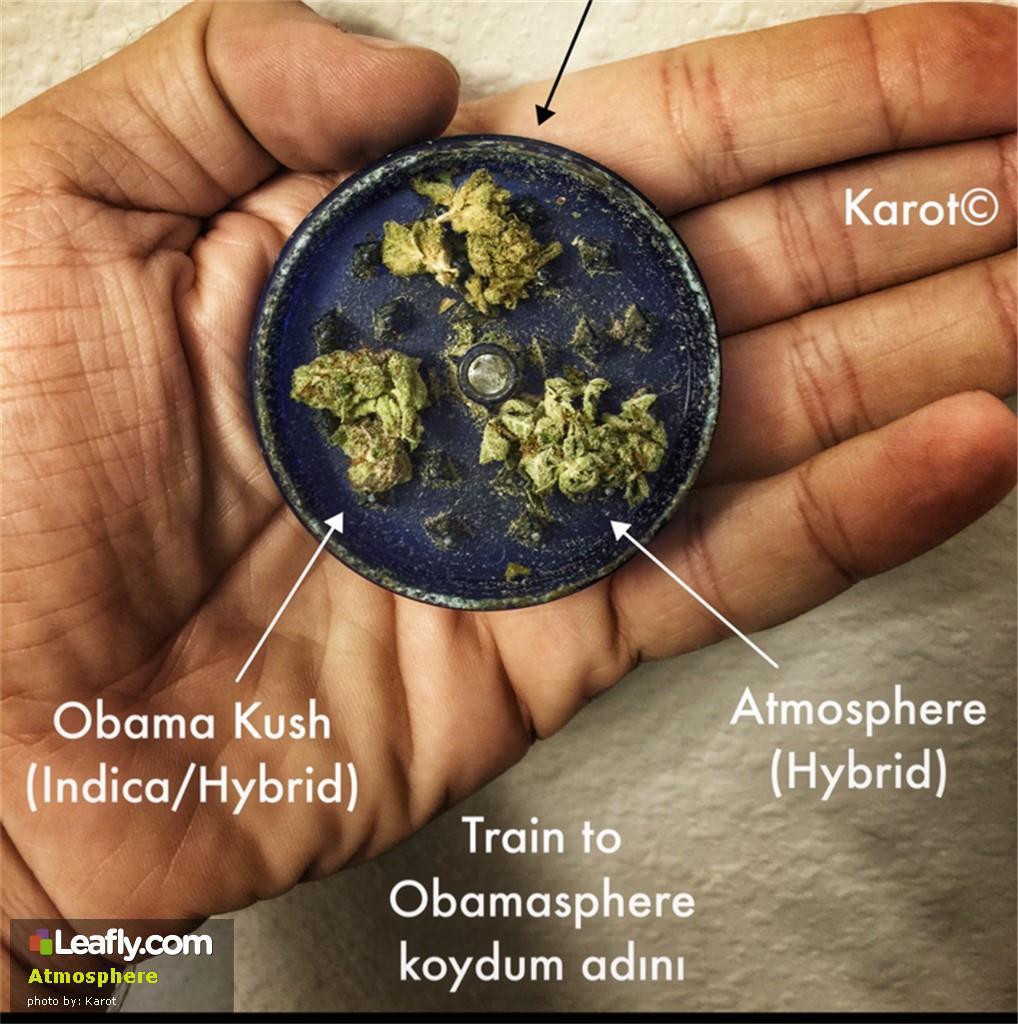 Karot©
Obama Kush
(Indica/Hybrid)
Atmosphere
(Hybrid)
Train to
Obamasphere
koydum adını
Leafly.com
Atmosphere
photo by: Karot